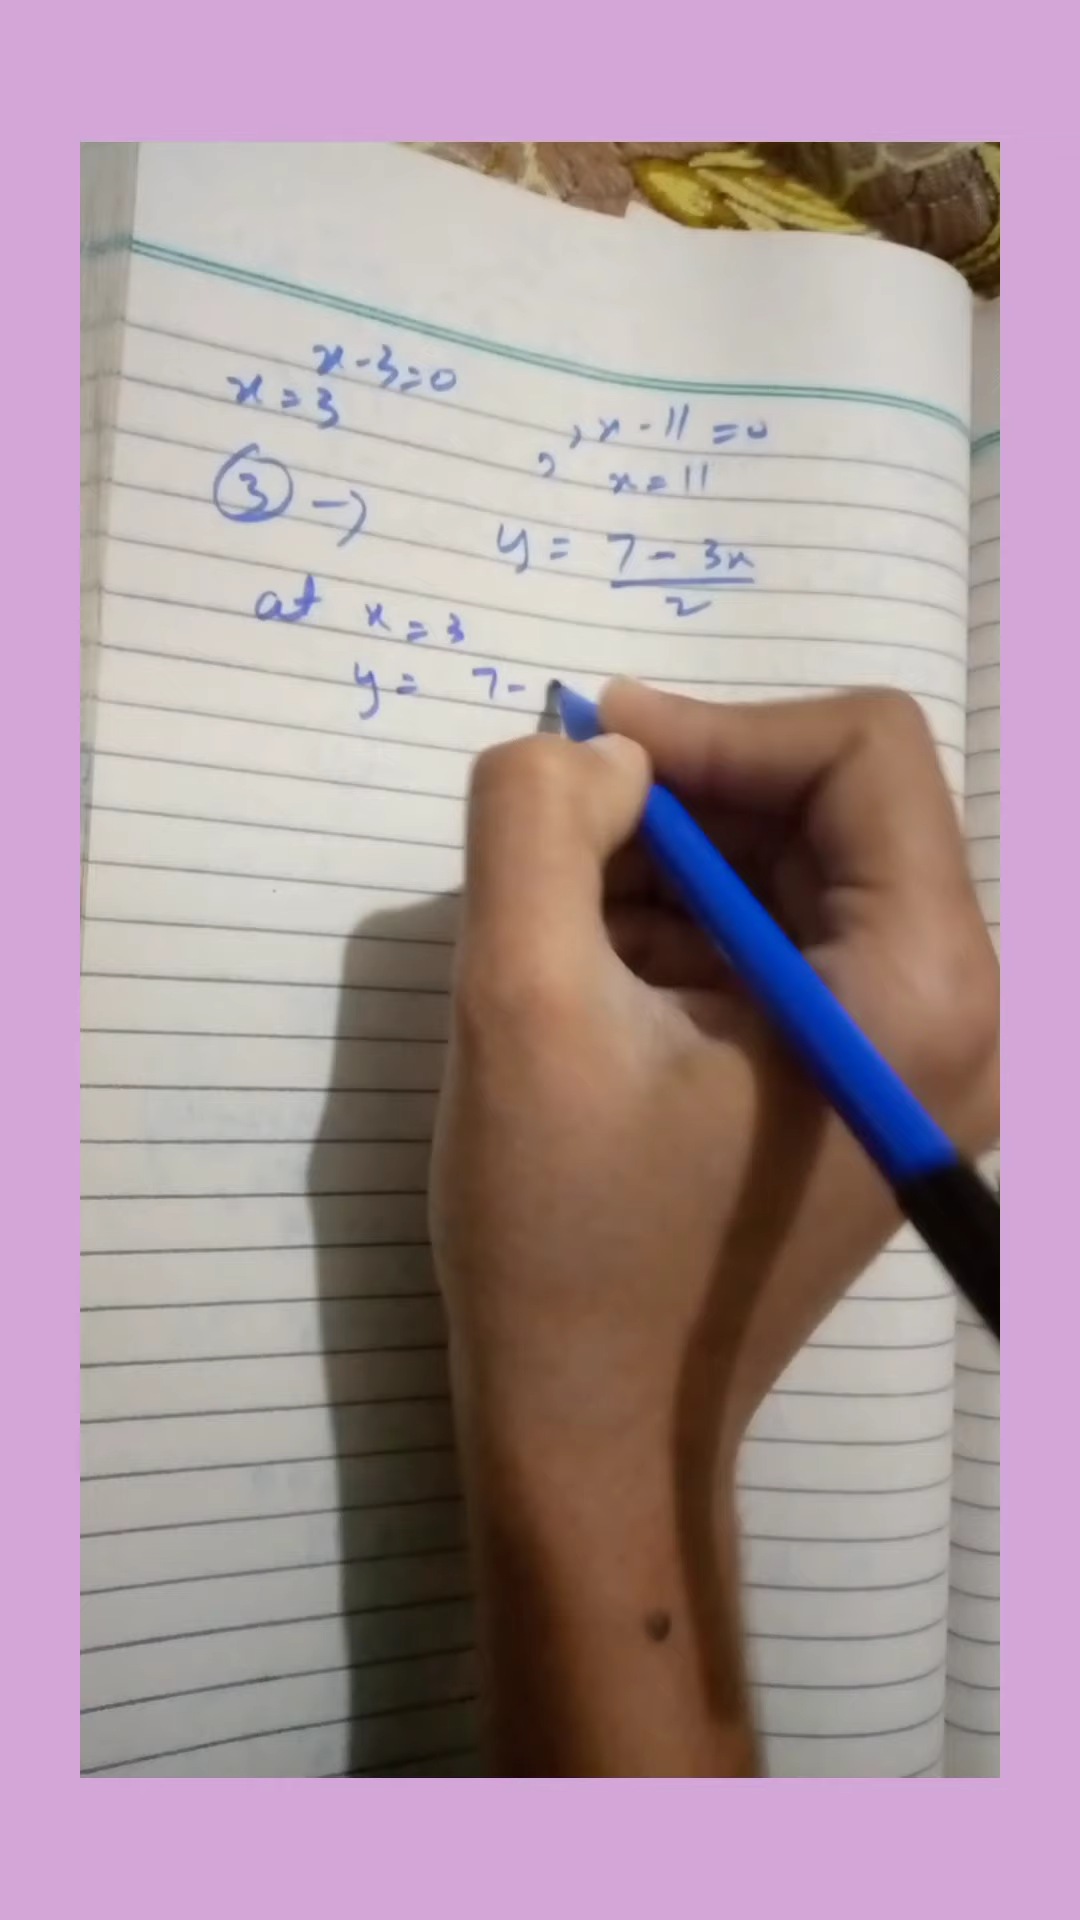 x-3=0
x=3
, x-11=0
, x=11
③ → y= 7-3x
2
at x=3
y= 7-